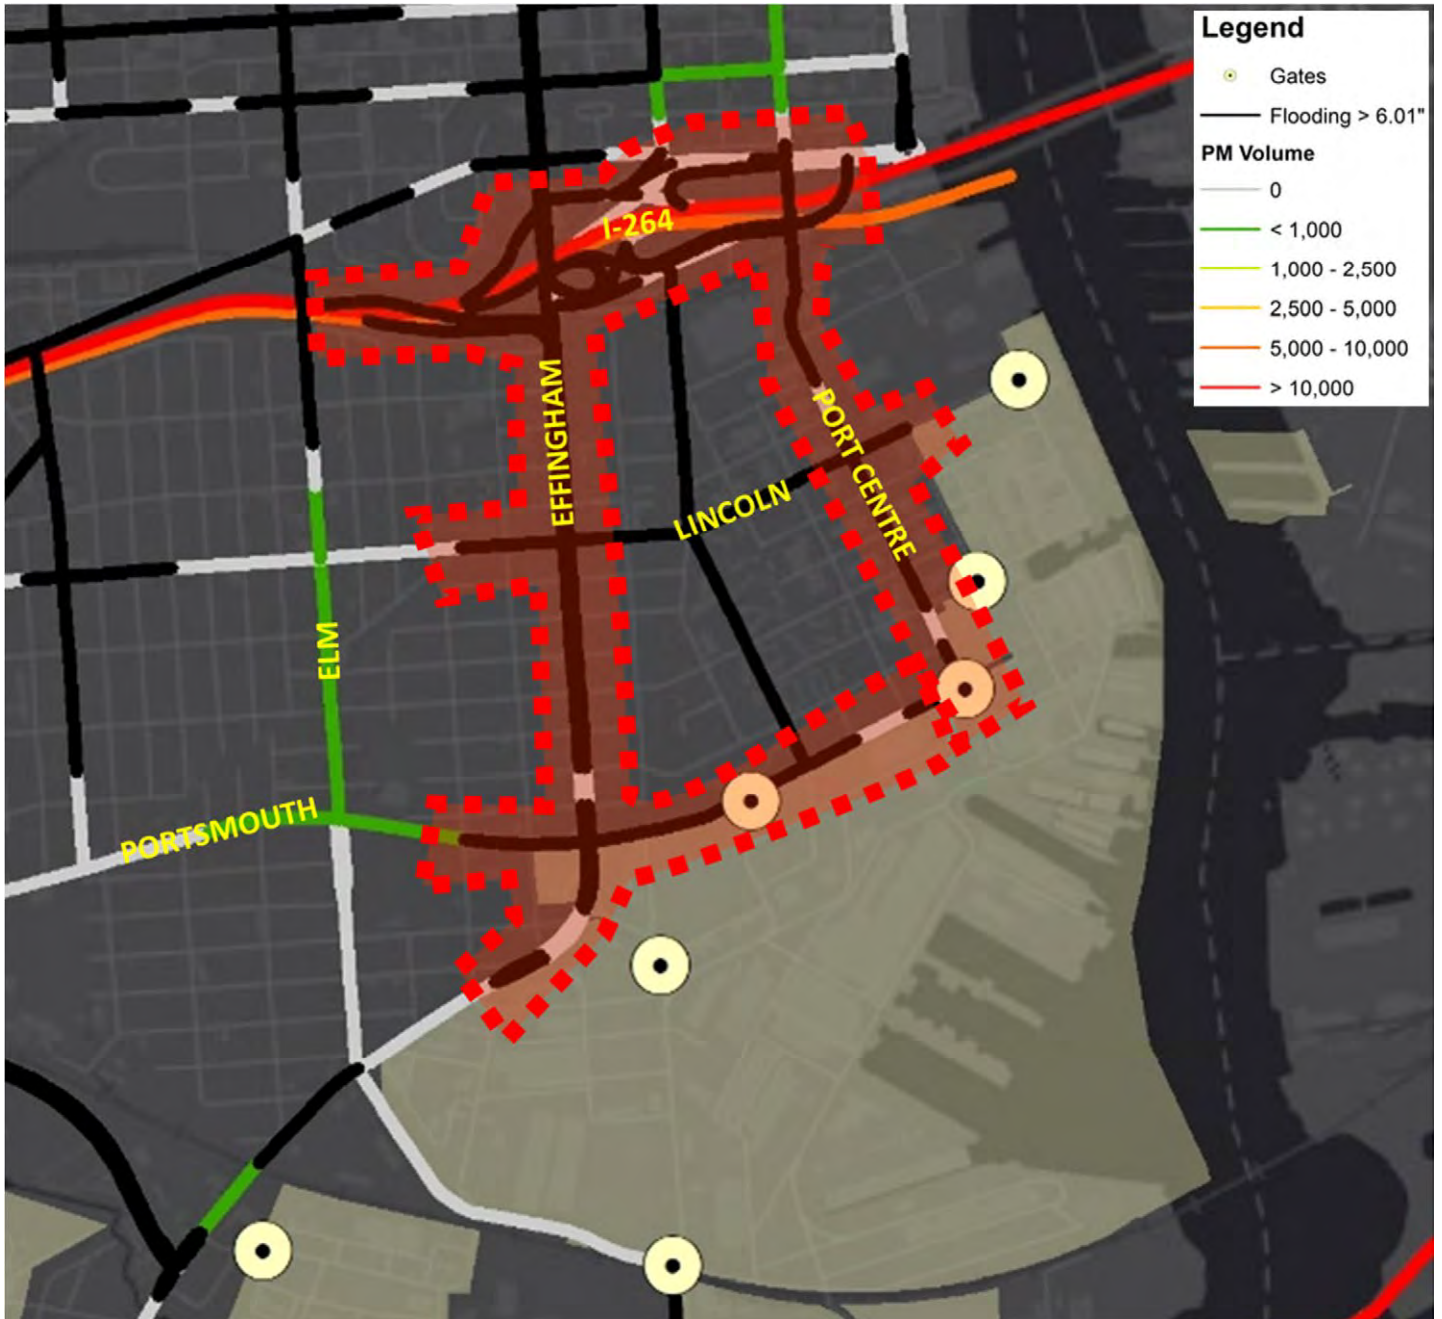 Legend
Gates
Flooding > 6.01"
PM Volume
0
< 1,000
1,000 - 2,500
2,500 - 5,000
5,000 - 10,000
> 10,000
I-264
EFFINGHAM
PORT CENTRE
LINCOLN
ELM
PORTSMOUTH